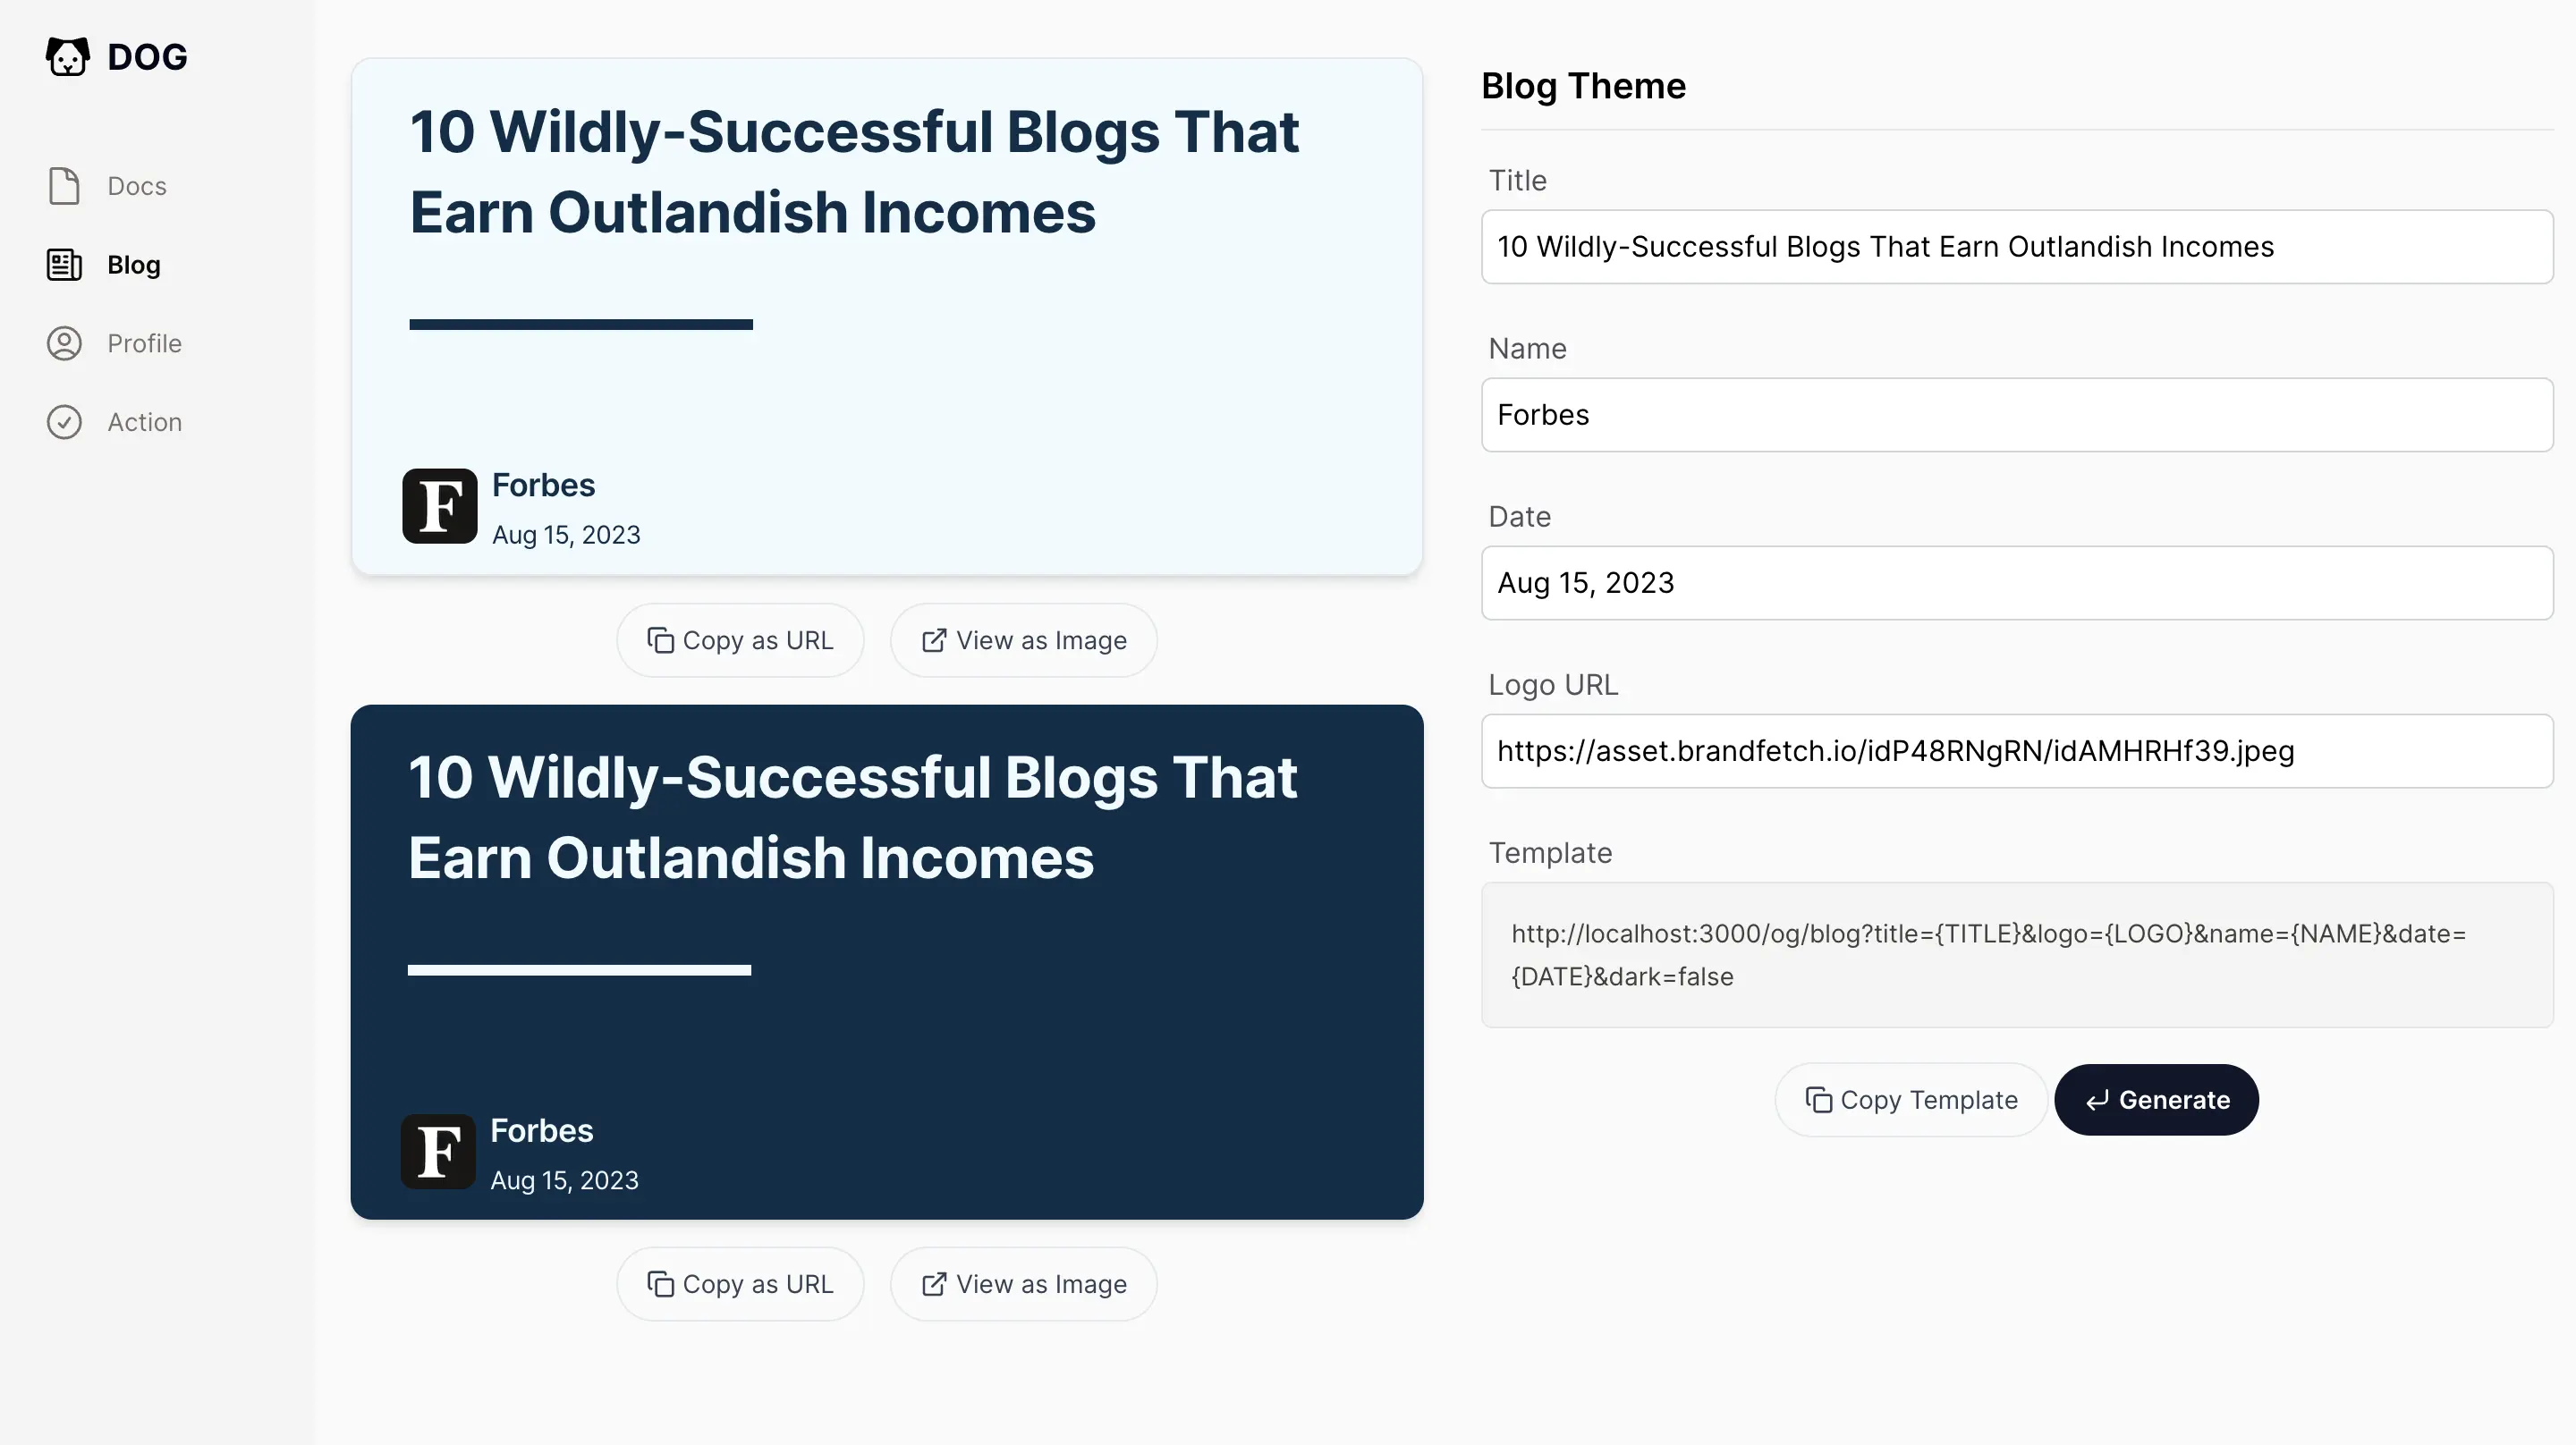 DOG
Docs
Blog
Profile
Action
10 Wildly-Successful Blogs That
Earn Outlandish Incomes
F
Forbes
Aug 15, 2023
Copy as URL
View as Image
10 Wildly-Successful Blogs That
Earn Outlandish Incomes
F
Forbes
Aug 15, 2023
Copy as URL
View as Image
Blog Theme
Title
10 Wildly-Successful Blogs That Earn Outlandish Incomes
Name
Forbes
Date
Aug 15, 2023
Logo URL
https://asset.brandfetch.io/idP48RNgRN/idAMHRHf39.jpeg
Template
http://localhost:3000/og/blog?title={TITLE}&logo={LOGO}&name={NAME}&date=
{DATE}&dark=false
Copy Template
Generate